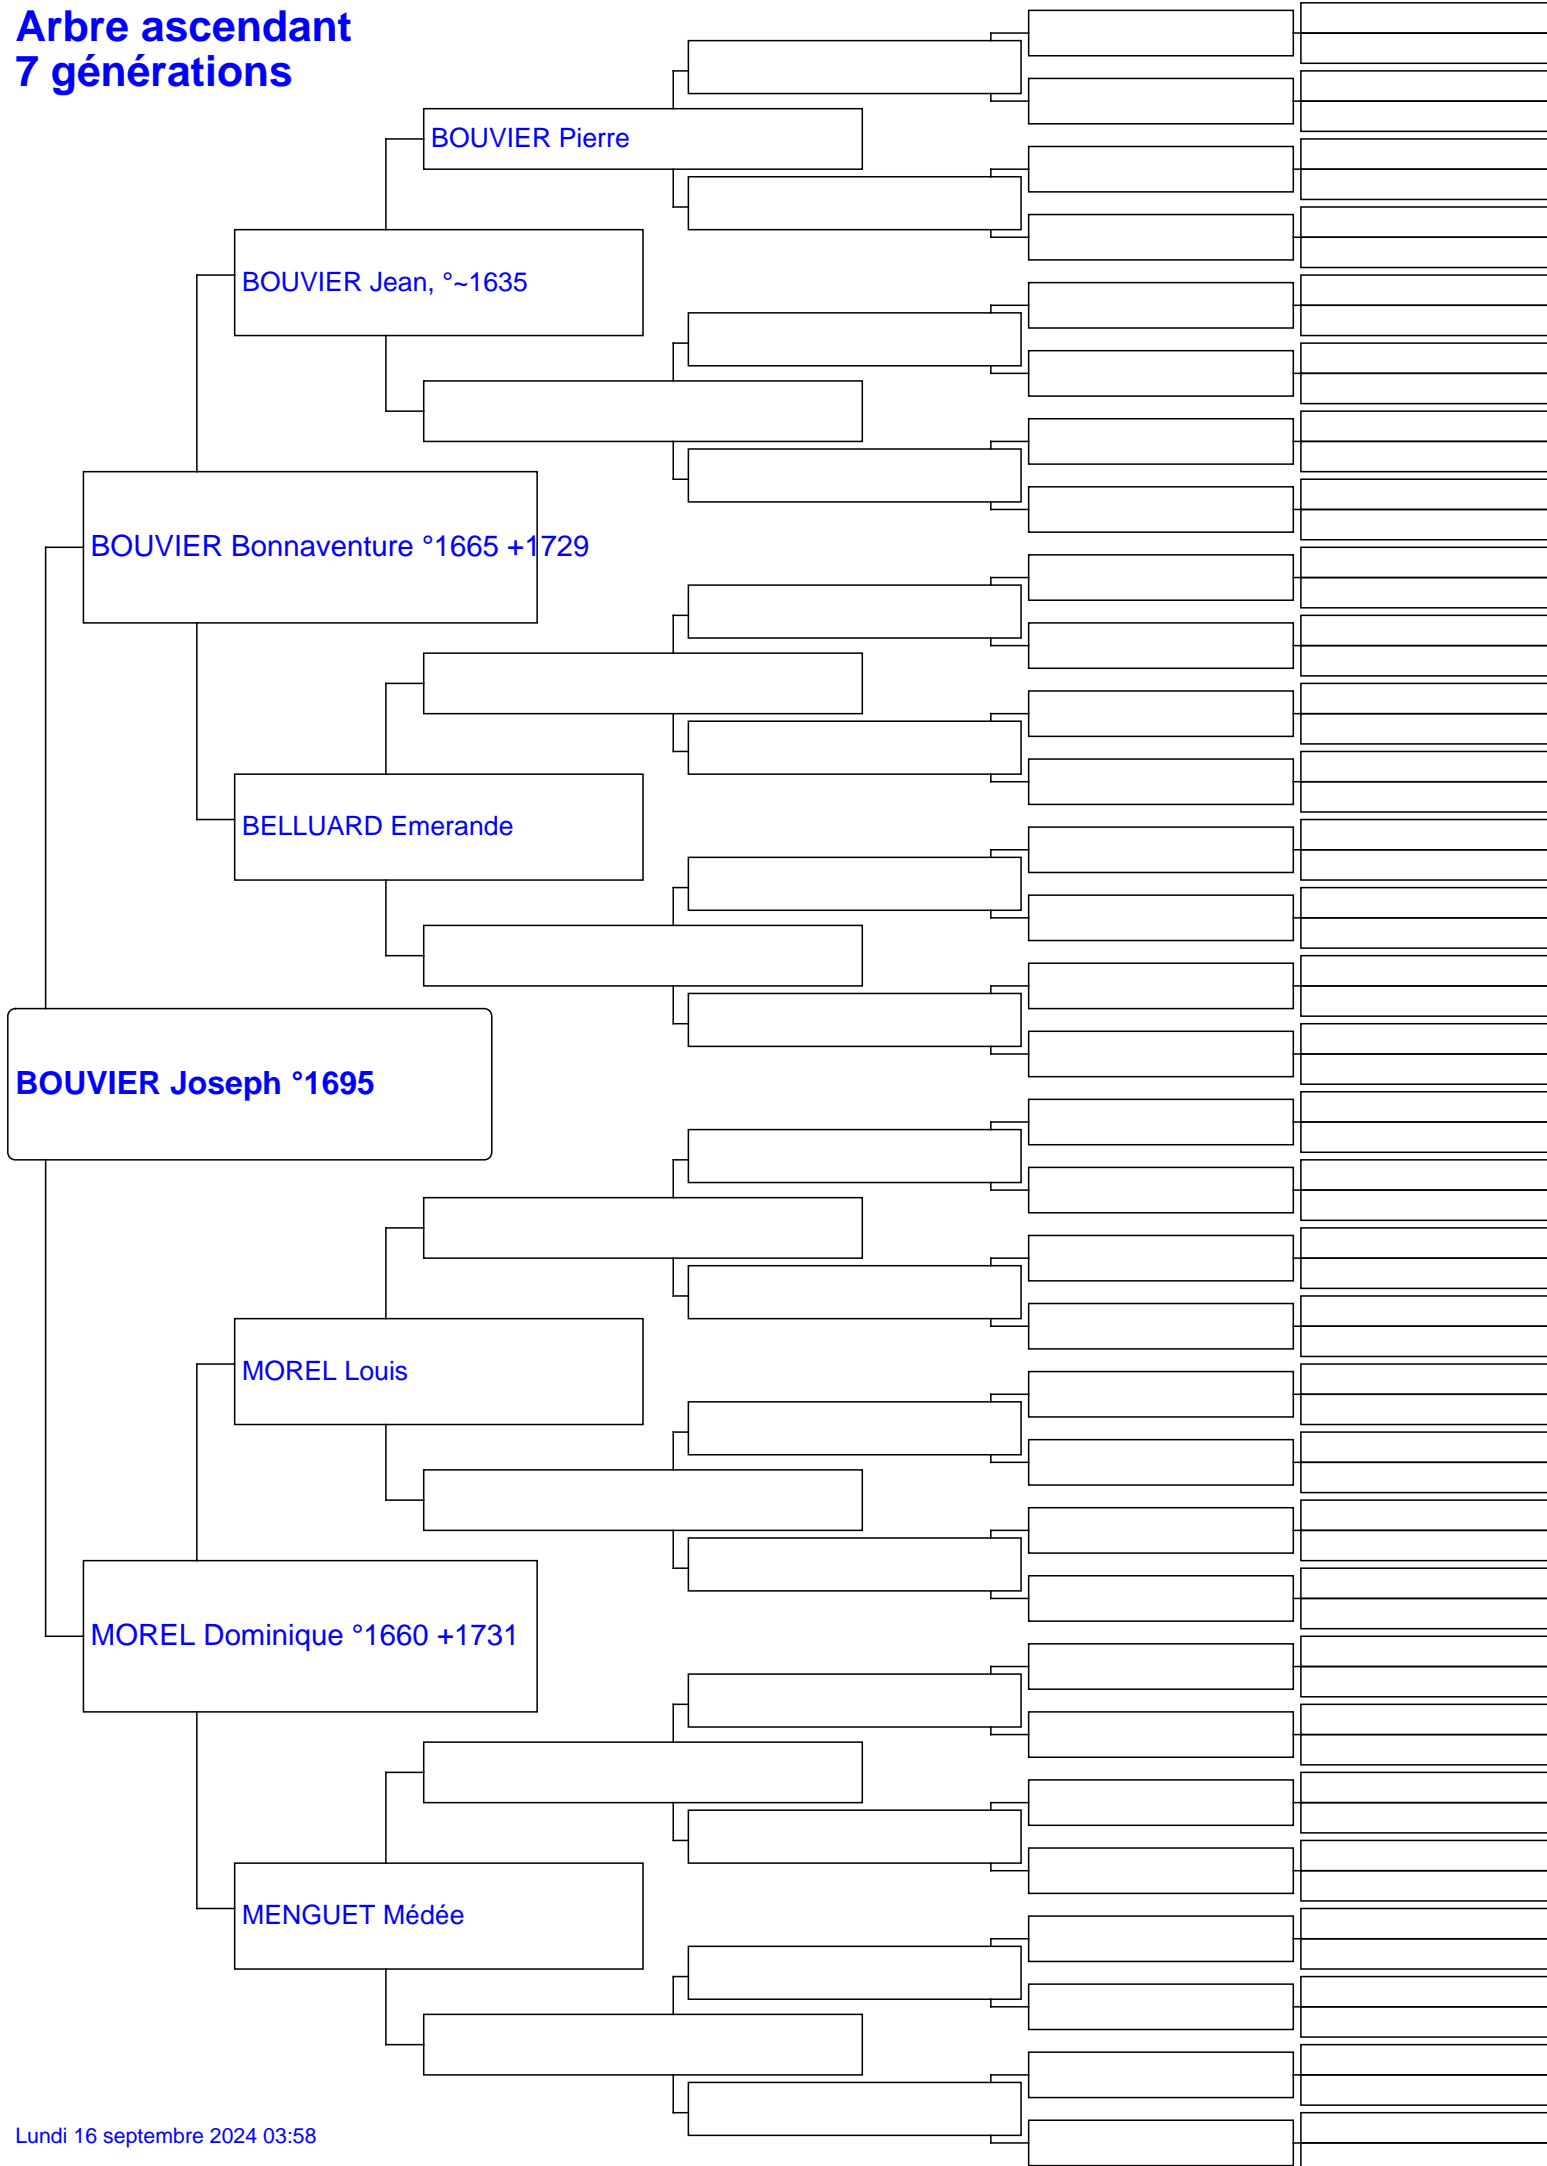 Arbre ascendant
7 générations
BOUVIER Pierre
BOUVIER Jean, °~1635
BOUVIER Bonnaventure °1665 +1729
BELLUARD Emerande
BOUVIER Joseph °1695
MOREL Louis
MOREL Dominique °1660 +1731
MENGUET Médée
Lundi 16 septembre 2024 03:58